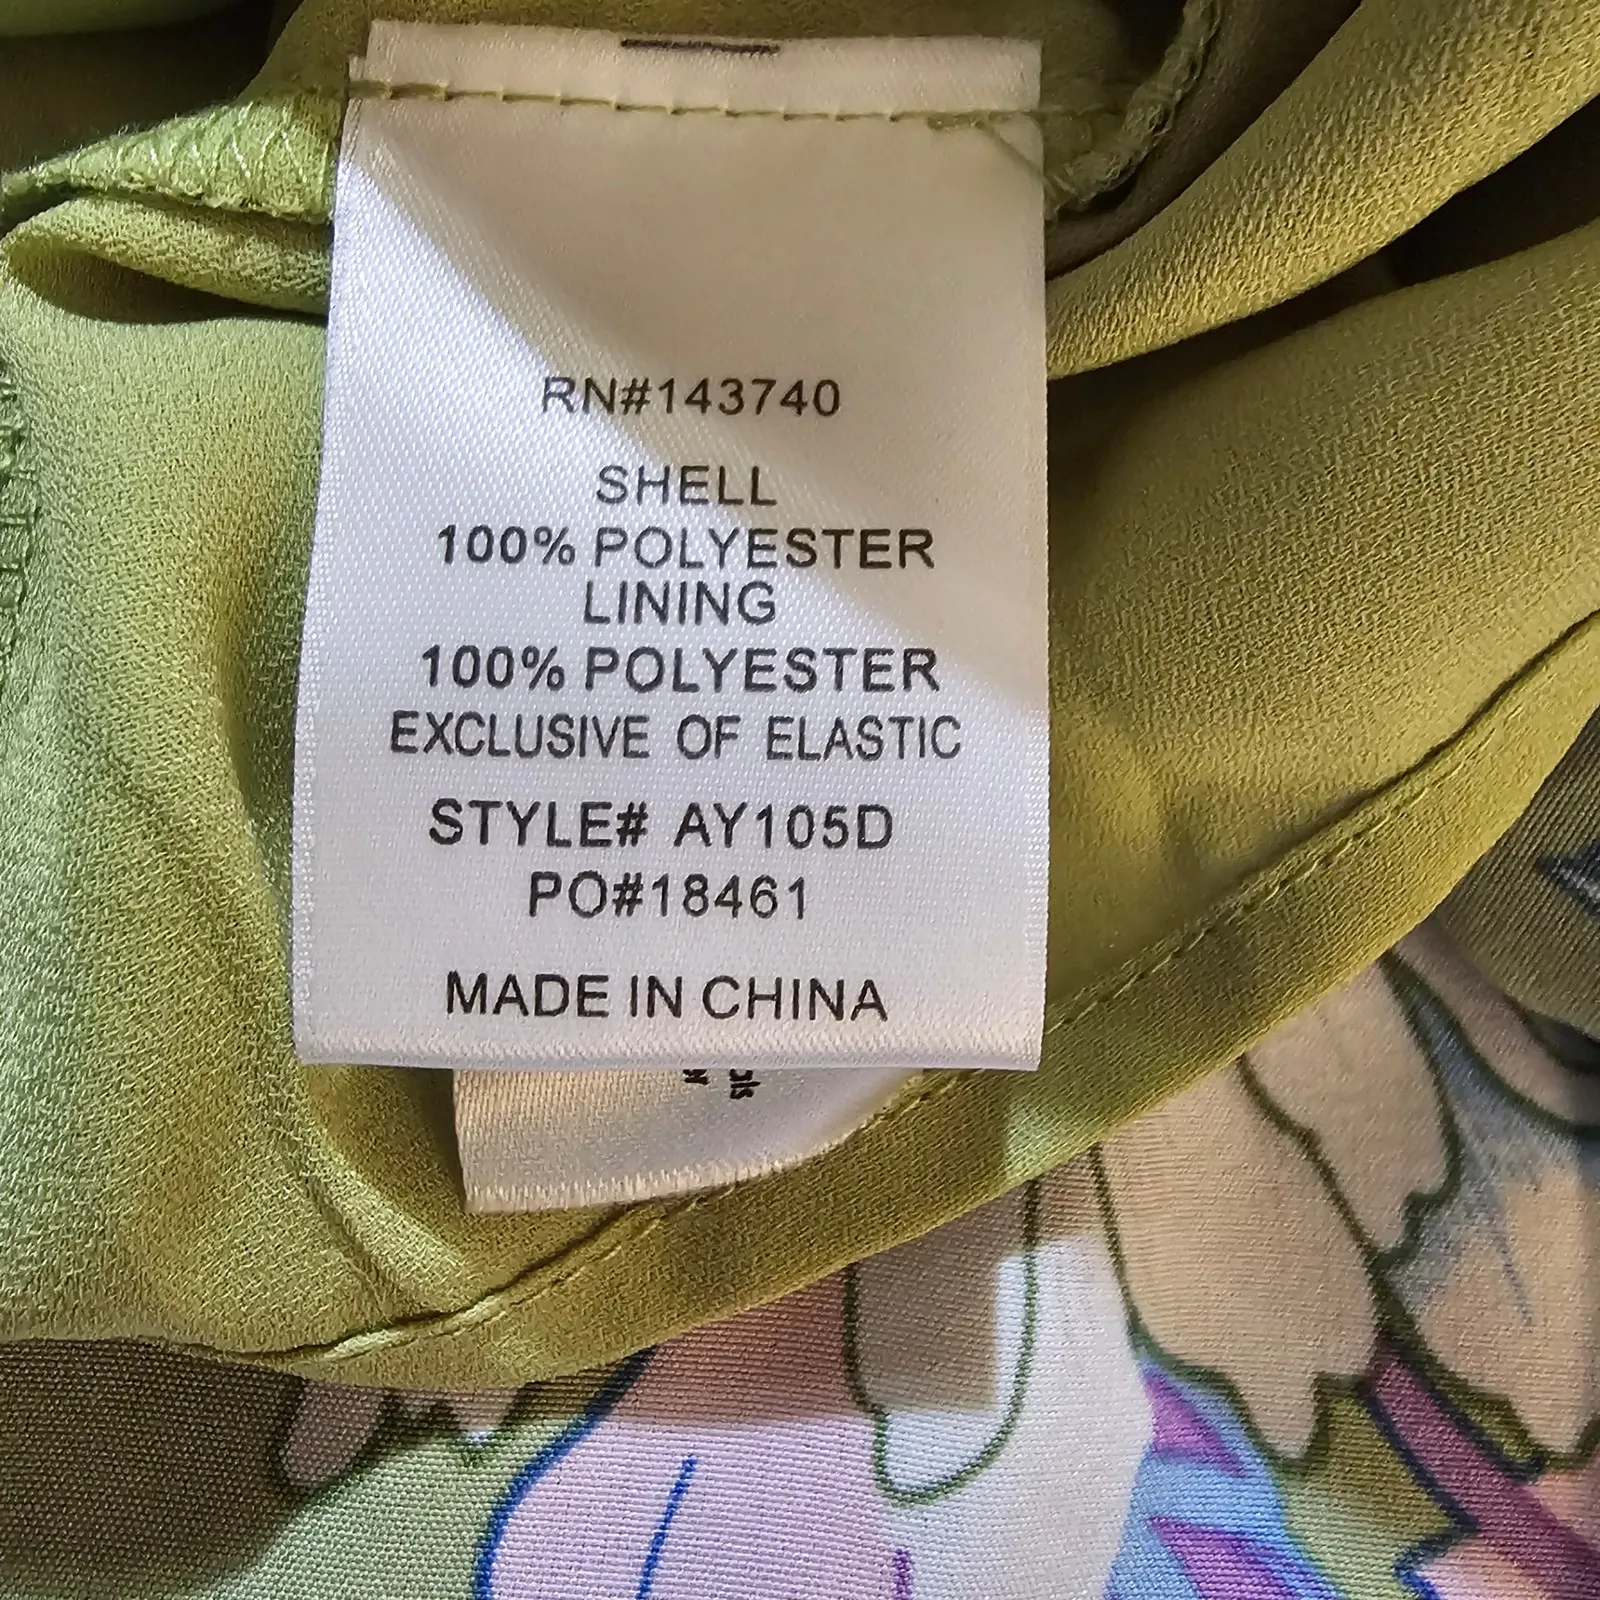 RN#143740
SHELL
100% POLYESTER
LINING
100% POLYESTER
EXCLUSIVE OF ELASTIC
STYLE# AY105D
PO#18461
MADE IN CHINA